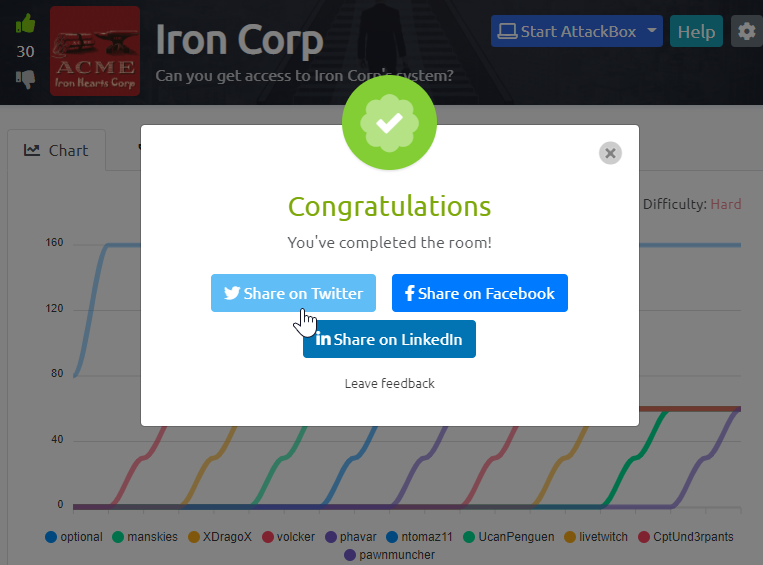 30
ACME
Iron Hearts Corp
Iron Corp
Can you get access to Iron Corp's system?
Start AttackBox
Help
Chart
Difficulty: Hard
Congratulations
You've completed the room!
Share on Twitter
Share on Facebook
Share on LinkedIn
Leave feedback
160
120
80
40
0
optional manskies XDragoX volcker phavar ntomaz11 UcanPenguen livetwitch CptUnd3rpants
pawnmuncher